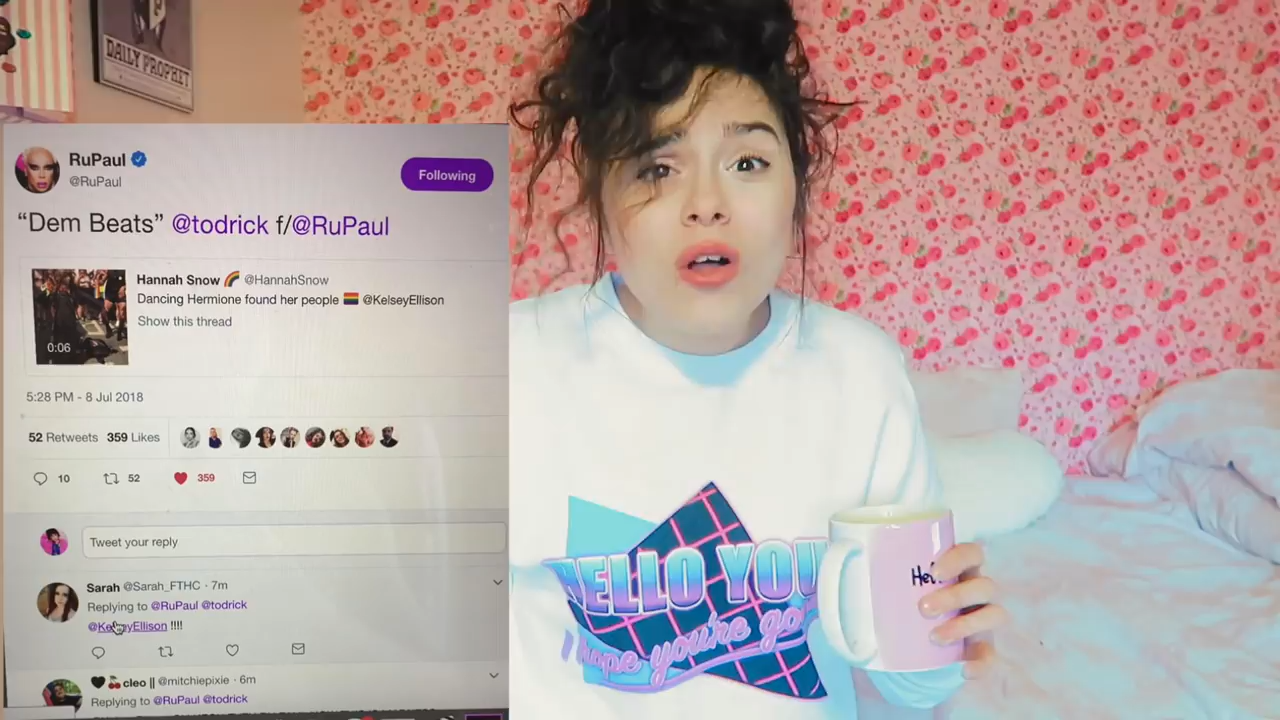 DAILY PROPHET
RuPaul
@RuPaul
Following
“Dem Beats” @todrick f/@RuPaul
Hannah Snow 🌈 @HannahSnow
Dancing Hermione found her people 🏳️‍🌈 @KelseyEllison
Show this thread
0:06
5:28 PM - 8 Jul 2018
52 Retweets 359 Likes
10 52 359
Tweet your reply
Sarah @Sarah_FTHC · 7m
Replying to @RuPaul @todrick
@KelseyEllison !!!!
🖤🍒cleo || @mitchiepixie · 6m
Replying to @RuPaul @todrick
HELLO YOU
I hope you're go
Hel